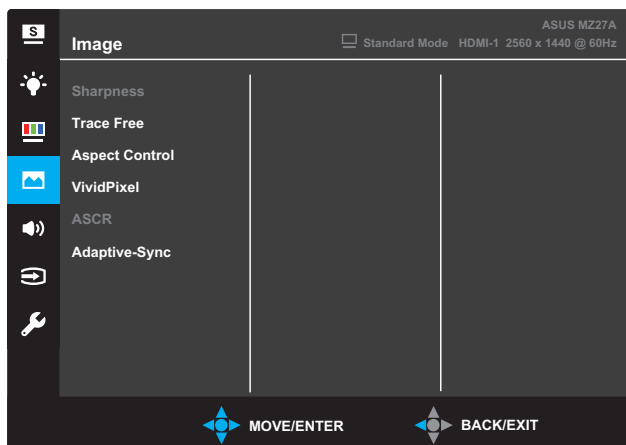 S
ASUS MZ27A
Image
Standard Mode HDMI-1 2560 x 1440 @ 60Hz
Sharpness
Trace Free
Aspect Control
VividPixel
ASCR
Adaptive-Sync
MOVE/ENTER
BACK/EXIT